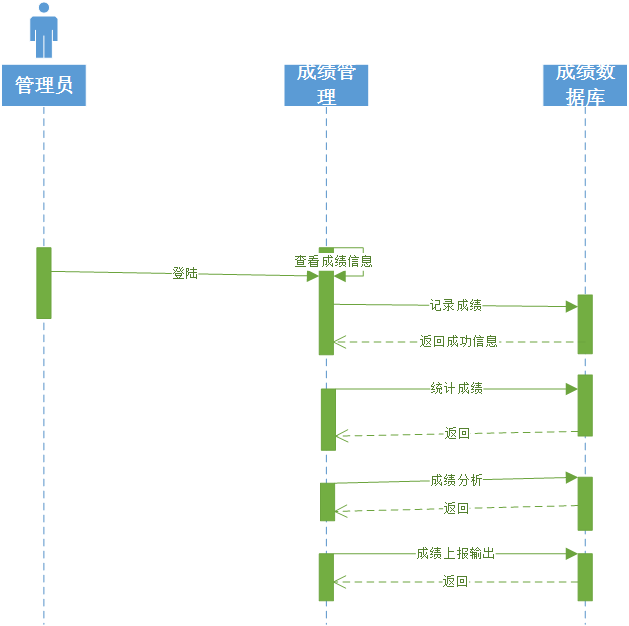 管理员
成绩管
理
成绩数
据库
查看成绩信息
登陆
记录成绩
返回成功信息
统计成绩
返回
成绩分析
返回
成绩上报输出
返回